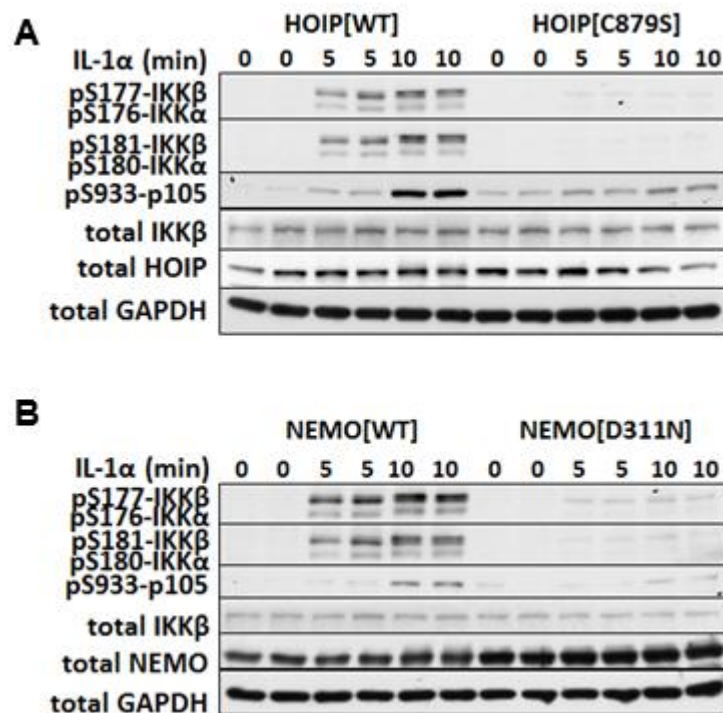 A
HOIP[WT] HOIP[C879S]
IL-1α (min) 0 0 5 5 10 10 0 0 5 5 10 10
pS177-IKKβ
pS176-IKKα
pS181-IKKβ
pS180-IKKα
pS933-p105
total IKKβ
total HOIP
total GAPDH
B
NEMO[WT] NEMO[D311N]
IL-1α (min) 0 0 5 5 10 10 0 0 5 5 10 10
pS177-IKKβ
pS176-IKKα
pS181-IKKβ
pS180-IKKα
pS933-p105
total IKKβ
total NEMO
total GAPDH